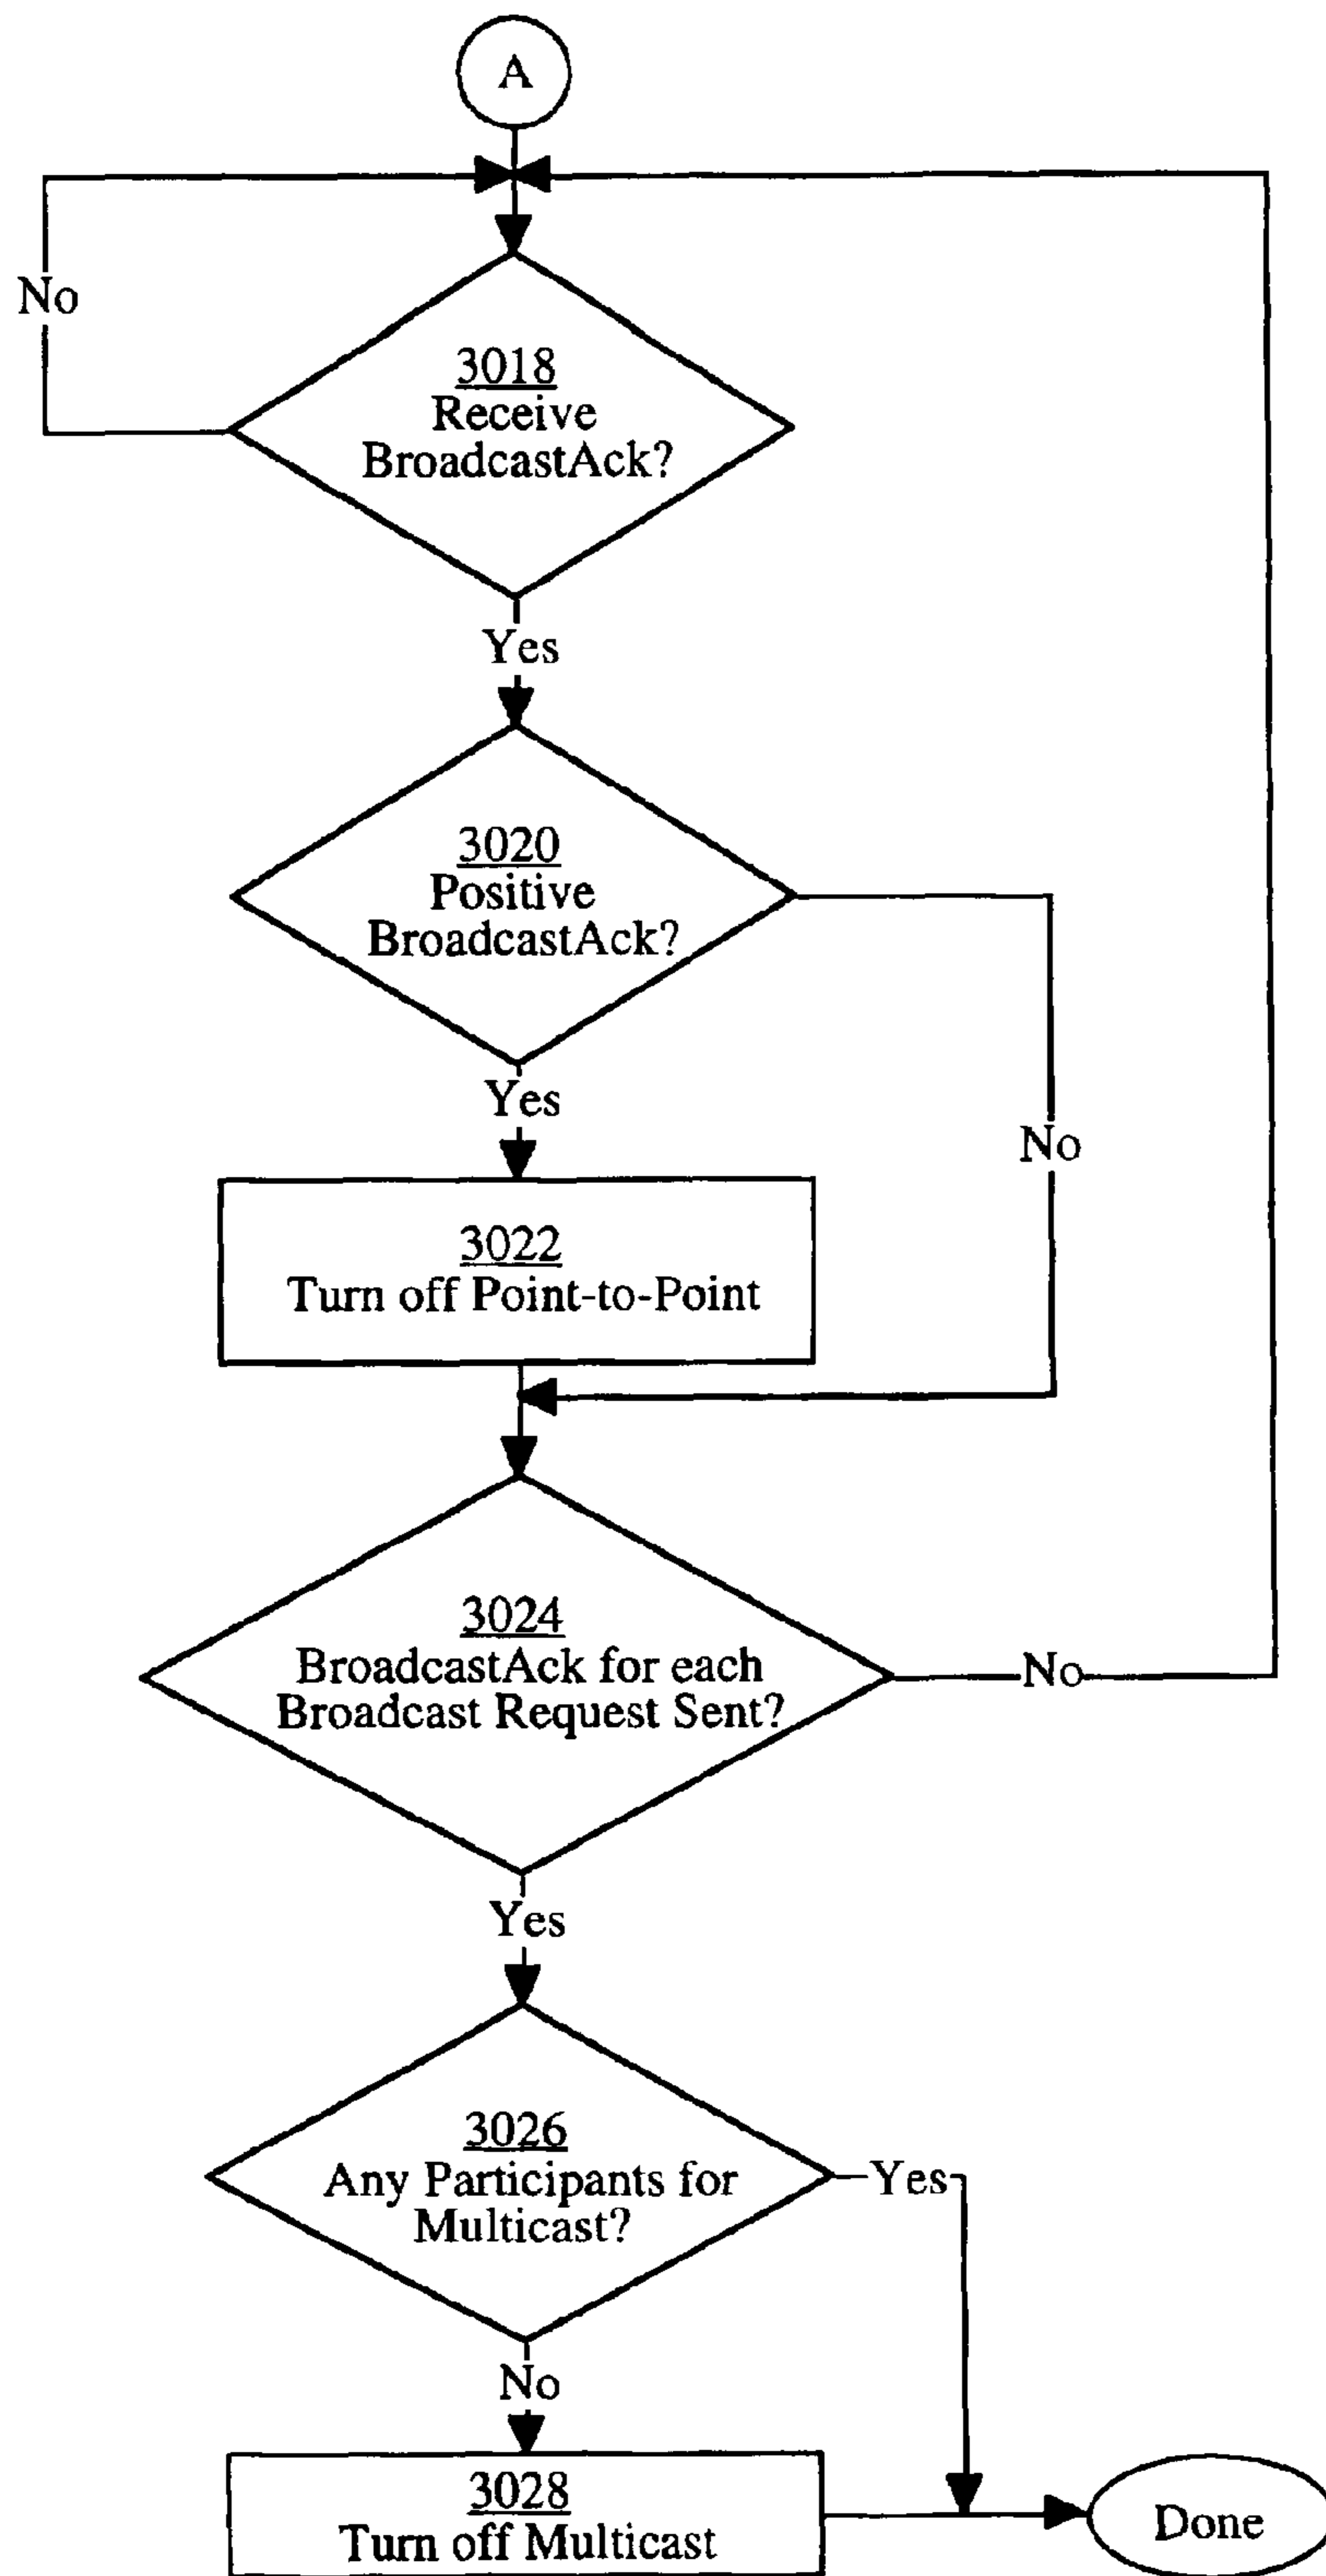 A
No
3018
Receive
BroadcastAck?
Yes
3020
Positive
BroadcastAck?
Yes
No
3022
Turn off Point-to-Point
3024
BroadcastAck for each
Broadcast Request Sent?
No
Yes
3026
Any Participants for
Multicast?
Yes
No
3028
Turn off Multicast
Done